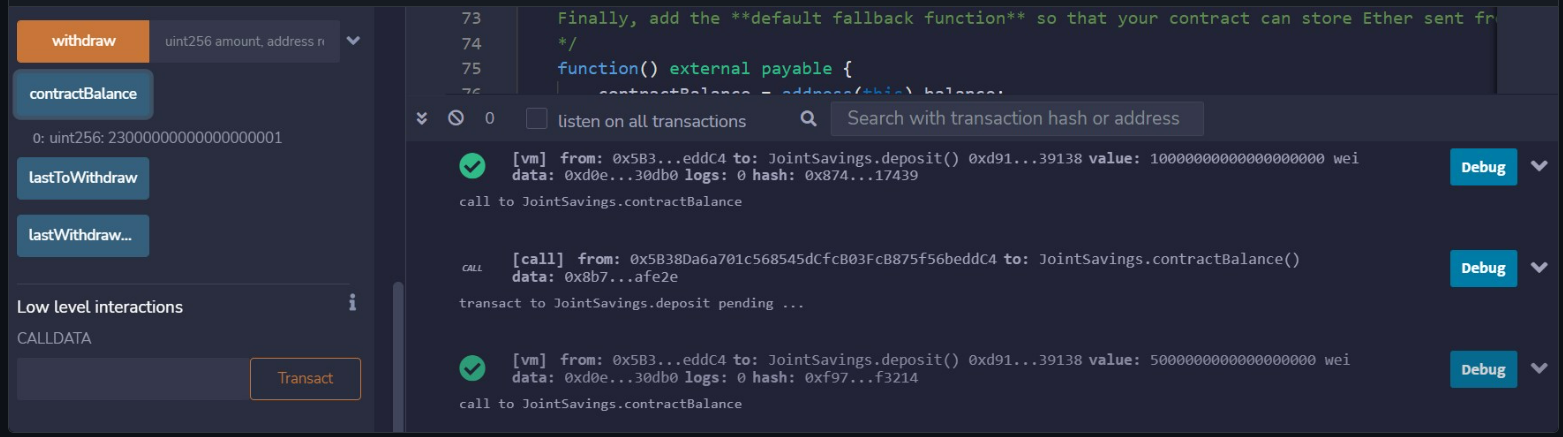 withdraw
uint256 amount, address
contractBalance
0: uint256: 23000000000000000001
lastToWithdraw
lastWithdraw...
Low level interactions
CALLDATA
Transact
73 Finally, add the **default fallback function** so that your contract can store Ether sent
74 */
75 function() external payable {
76 contractBalance = address(this).balance;
0 listen on all transactions Search with transaction hash or address
[vm] from: 0x5B3...eddC4 to: JointSavings.deposit() 0xd91...39138 value: 10000000000000000000 wei
data: 0xd0e...30db0 logs: 0 hash: 0x874...17439
Debug
call to JointSavings.contractBalance
CALL [call] from: 0x5B38Da6a701c568545dCfcB03FcB875f56beddC4 to: JointSavings.contractBalance()
data: 0x8b7...afe2e
Debug
transact to JointSavings.deposit pending ...
[vm] from: 0x5B3...eddC4 to: JointSavings.deposit() 0xd91...39138 value: 5000000000000000000 wei
data: 0xd0e...30db0 logs: 0 hash: 0xf97...f3214
Debug
call to JointSavings.contractBalance